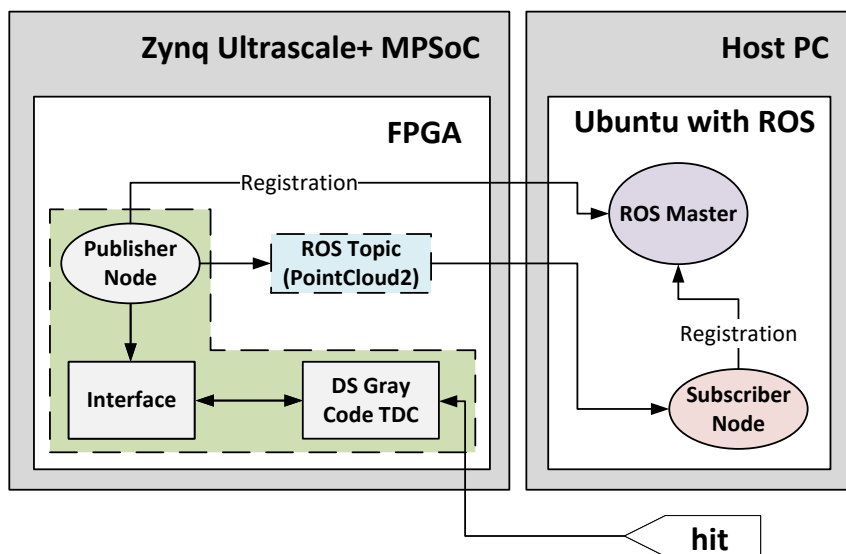 Zynq Ultrascale+ MPSoC
FPGA
Registration
Publisher
Node
ROS Topic
(PointCloud2)
Interface
DS Gray
Code TDC
Host PC
Ubuntu with ROS
ROS Master
Registration
Subscriber
Node
hit